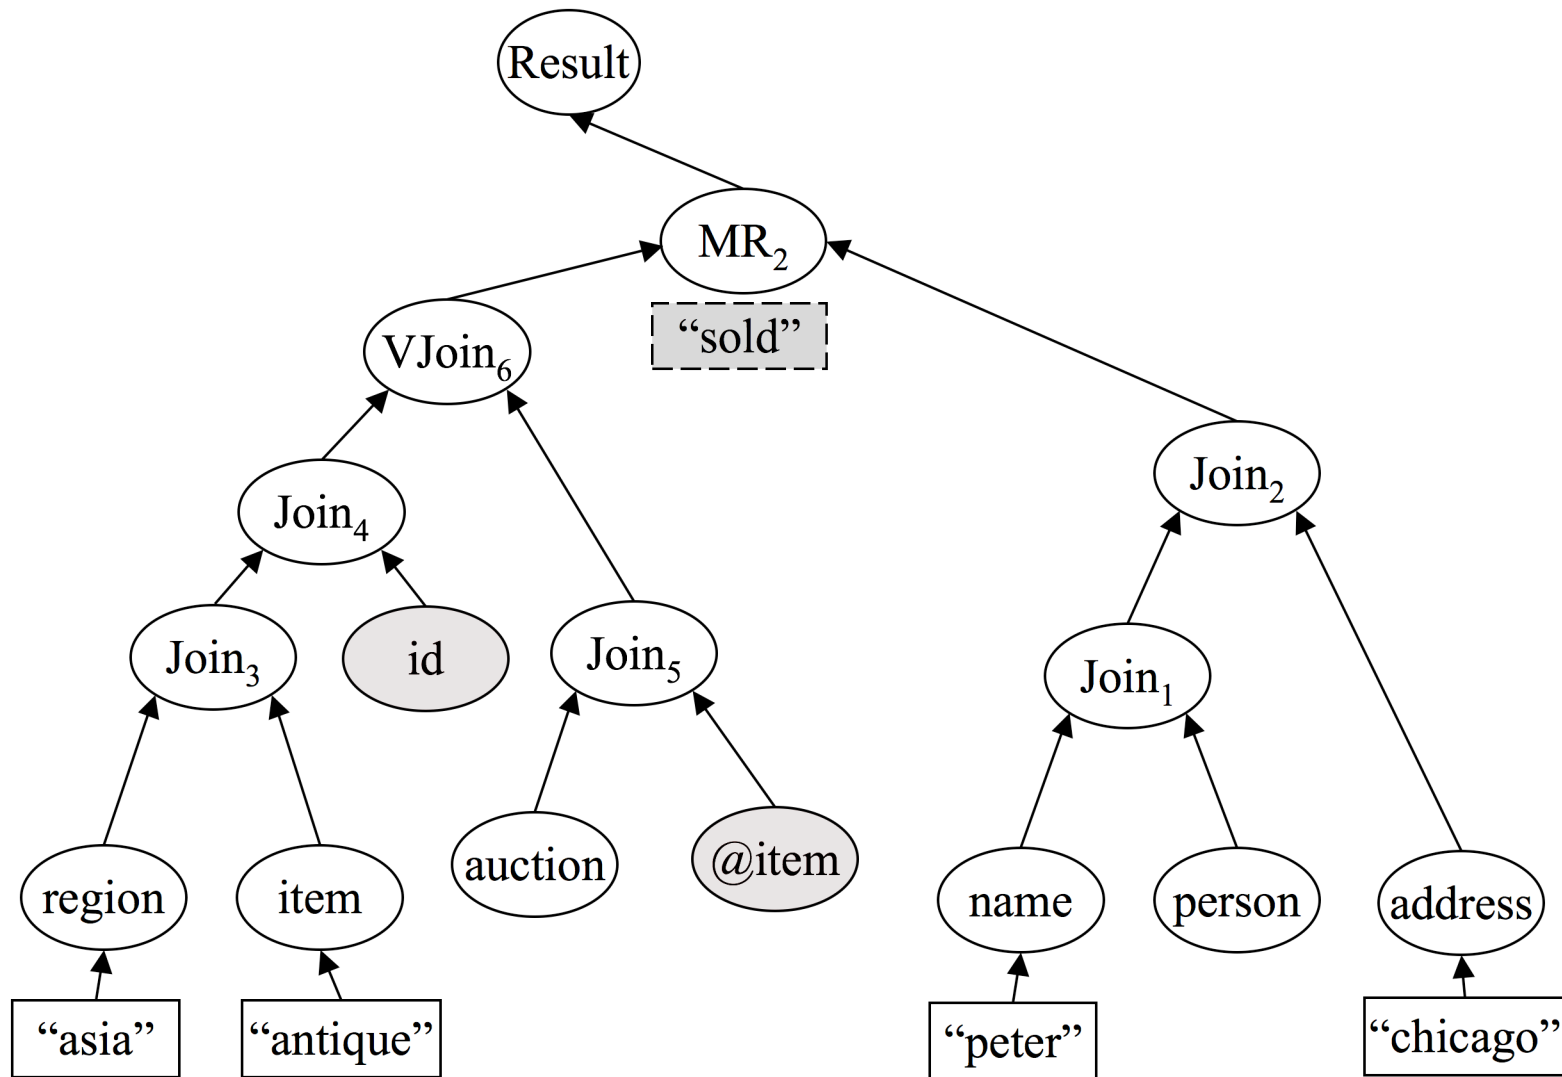 Result
MR₂
“sold”
VJoin₆
Join₂
Join₄
Join₃
id
Join₅
Join₁
region
item
auction
@item
name
person
address
“asia”
“antique”
“peter”
“chicago”